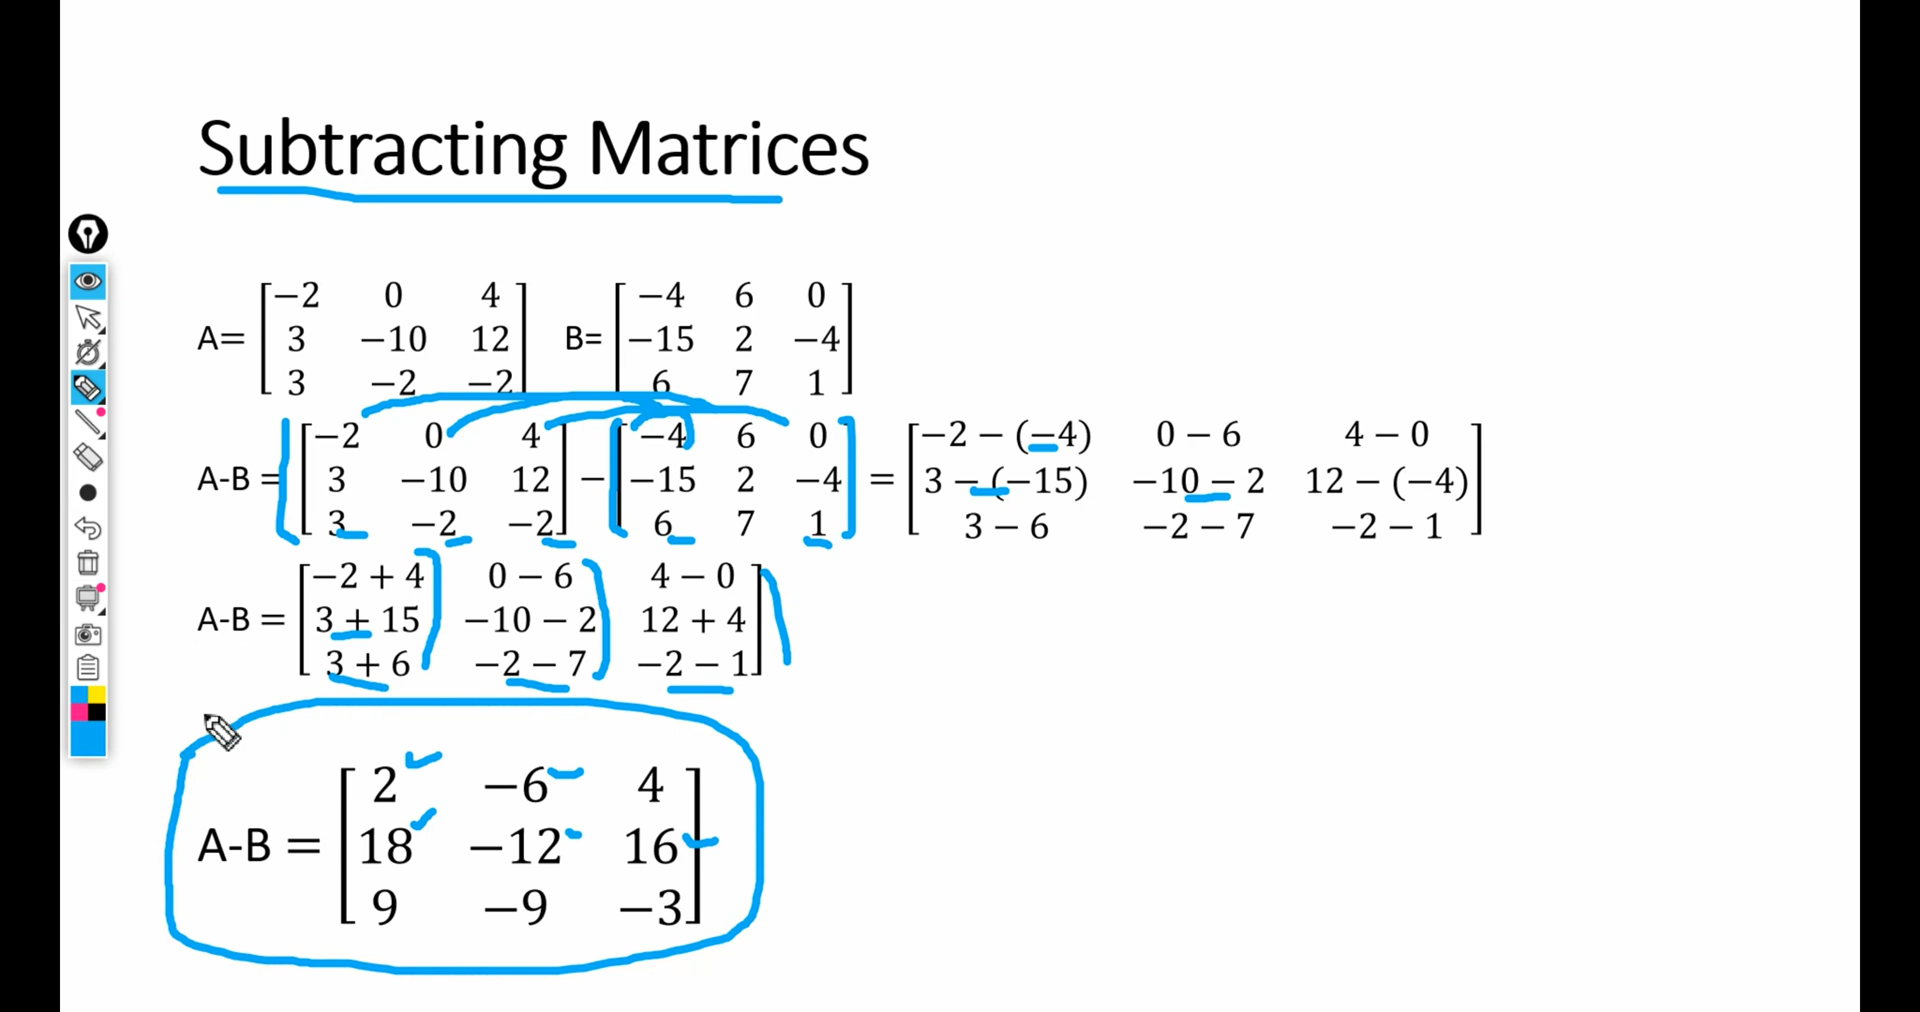 Subtracting Matrices
A= [−2 0 4 B= [−4 6 0
3 −10 12 −15 2 −4
3 −2 −2] 6 7 1]
A-B = [−2 0 4 − [−4 6 0 = [−2 − (−4) 0 − 6 4 − 0
3 −10 12 −15 2 −4 3 − (−15) −10 − 2 12 − (−4)
3 −2 −2] 6 7 1] 3 − 6 −2 − 7 −2 − 1]
A-B = [−2 + 4 0 − 6 4 − 0
3 + 15 −10 − 2 12 + 4
3 + 6 −2 − 7 −2 − 1]
A-B = [2 −6 4
18 −12 16
9 −9 −3]